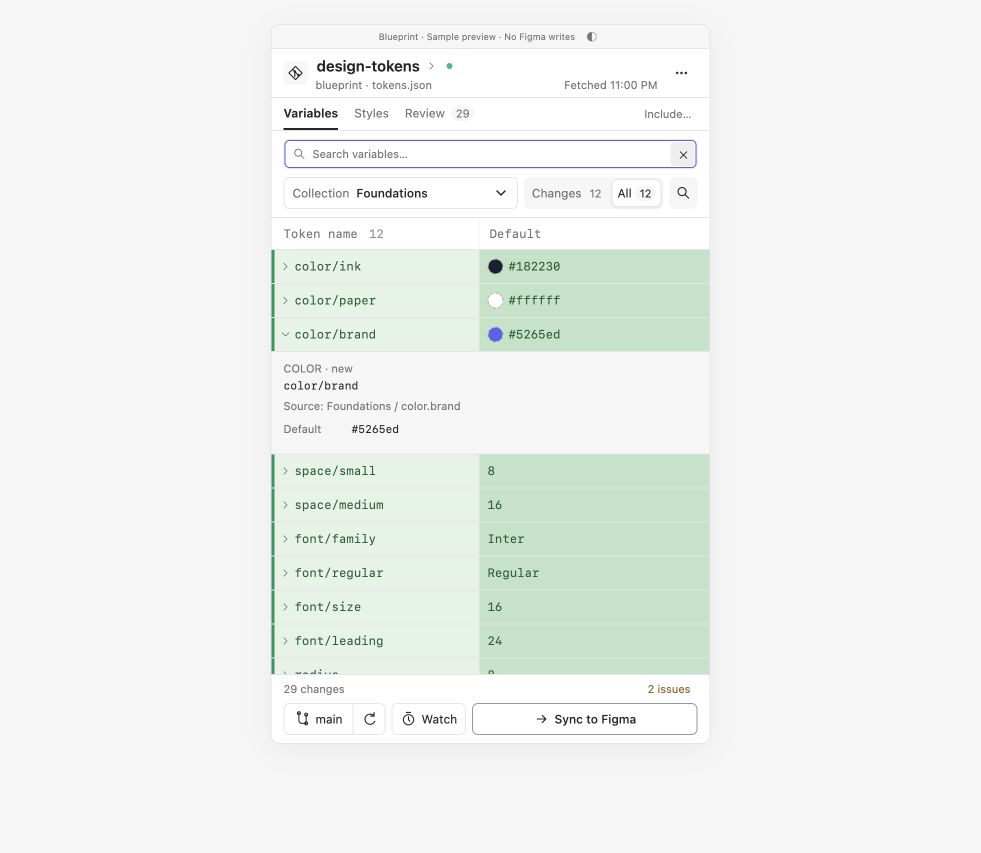 Blueprint · Sample preview · No Figma writes
design-tokens
blueprint · tokens.json
Fetched 11:00 PM
Variables Styles Review 29 Include...
Search variables...
Collection Foundations Changes 12 All 12
Token name 12 Default
color/ink #182230
color/paper #ffffff
color/brand #5265ed
COLOR · new
color/brand
Source: Foundations / color.brand
Default #5265ed
space/small 8
space/medium 16
font/family Inter
font/regular Regular
font/size 16
font/leading 24
radius 8
29 changes 2 issues
main Watch Sync to Figma